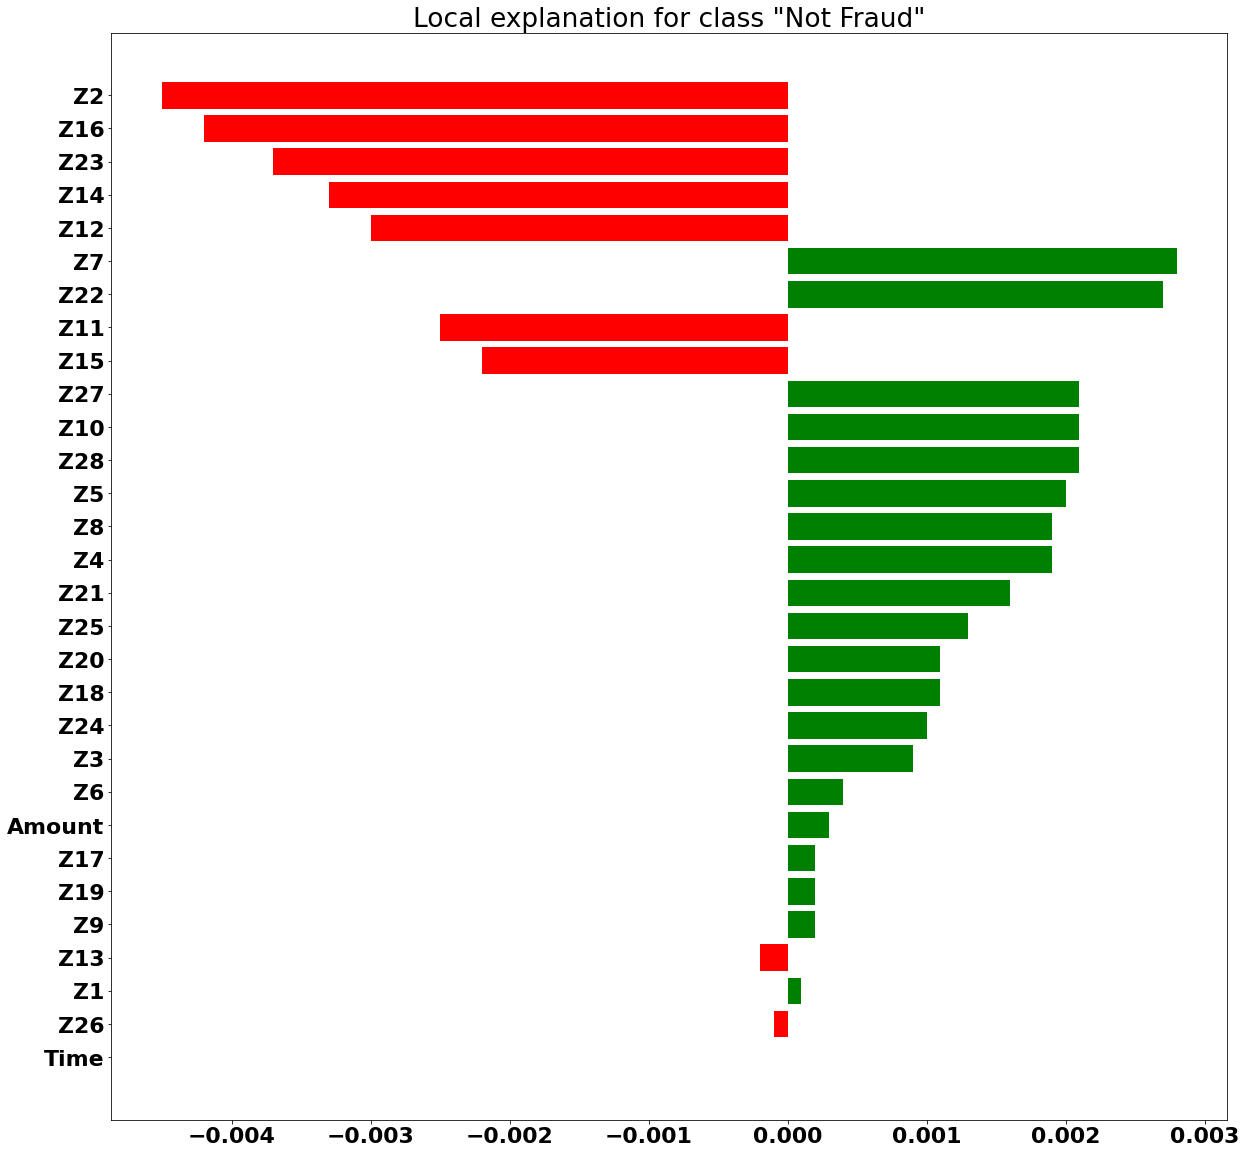 Local explanation for class "Not Fraud"
Z2
Z16
Z23
Z14
Z12
Z7
Z22
Z11
Z15
Z27
Z10
Z28
Z5
Z8
Z4
Z21
Z25
Z20
Z18
Z24
Z3
Z6
Amount
Z17
Z19
Z9
Z13
Z1
Z26
Time
−0.004 −0.003 −0.002 −0.001 0.000 0.001 0.002 0.003